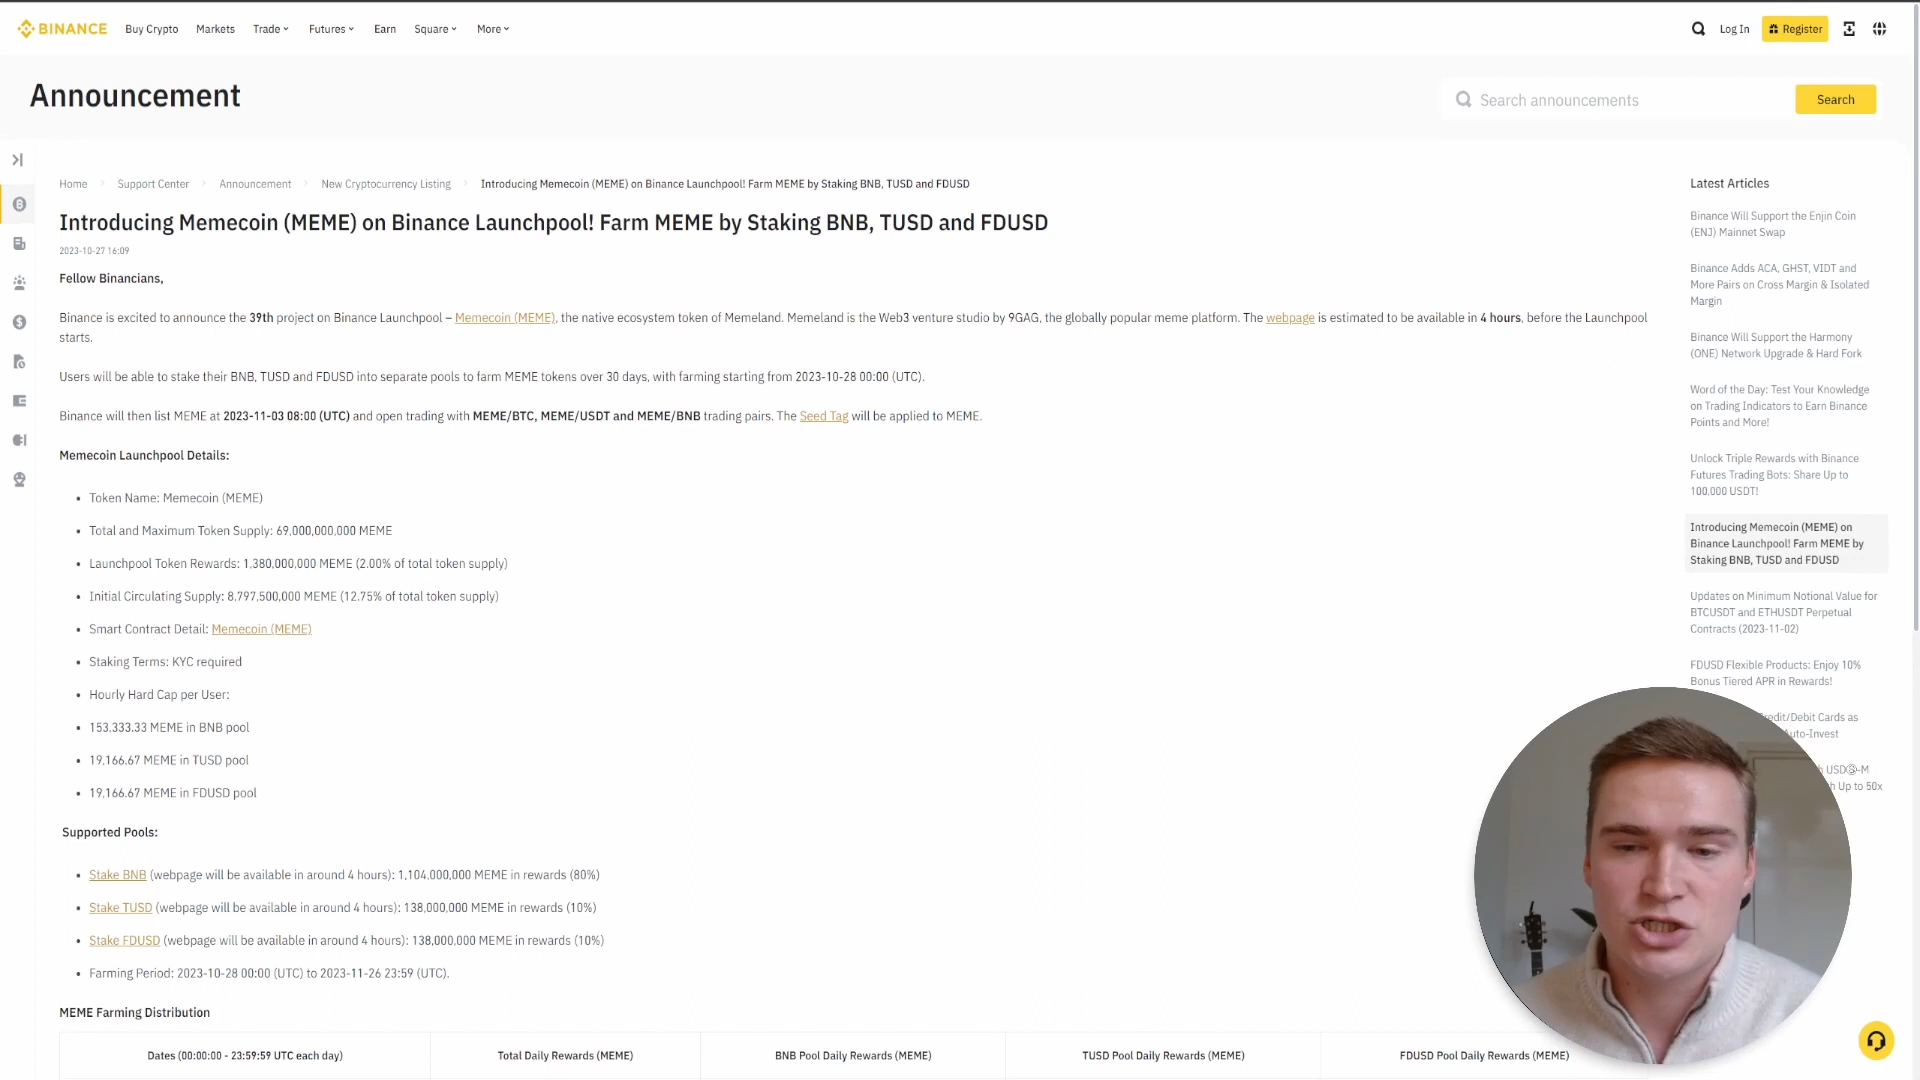 BINANCE Buy Crypto Markets Trade Futures Earn Square More Log In Register
Announcement
Search announcements Search
Home Support Center Announcement New Cryptocurrency Listing Introducing Memecoin (MEME) on Binance Launchpool! Farm MEME by Staking BNB, TUSD and FDUSD
Introducing Memecoin (MEME) on Binance Launchpool! Farm MEME by Staking BNB, TUSD and FDUSD
2023-10-27 16:09
Fellow Binancians,
Binance is excited to announce the 39th project on Binance Launchpool – Memecoin (MEME), the native ecosystem token of Memeland. Memeland is the Web3 venture studio by 9GAG, the globally popular meme platform. The webpage is estimated to be available in 4 hours, before the Launchpool
starts.
Users will be able to stake their BNB, TUSD and FDUSD into separate pools to farm MEME tokens over 30 days, with farming starting from 2023-10-28 00:00 (UTC).
Binance will then list MEME at 2023-11-03 08:00 (UTC) and open trading with MEME/BTC, MEME/USDT and MEME/BNB trading pairs. The Seed Tag will be applied to MEME.
Memecoin Launchpool Details:
• Token Name: Memecoin (MEME)
• Total and Maximum Token Supply: 69,000,000,000 MEME
• Launchpool Token Rewards: 1,380,000,000 MEME (2.00% of total token supply)
• Initial Circulating Supply: 8,797,500,000 MEME (12.75% of total token supply)
• Smart Contract Detail: Memecoin (MEME)
• Staking Terms: KYC required
• Hourly Hard Cap per User:
• 153,333.33 MEME in BNB pool
• 19,166.67 MEME in TUSD pool
• 19,166.67 MEME in FDUSD pool
Supported Pools:
• Stake BNB (webpage will be available in around 4 hours): 1,104,000,000 MEME in rewards (80%)
• Stake TUSD (webpage will be available in around 4 hours): 138,000,000 MEME in rewards (10%)
• Stake FDUSD (webpage will be available in around 4 hours): 138,000,000 MEME in rewards (10%)
• Farming Period: 2023-10-28 00:00 (UTC) to 2023-11-26 23:59 (UTC).
MEME Farming Distribution
Dates (00:00:00 - 23:59:59 UTC each day) Total Daily Rewards (MEME) BNB Pool Daily Rewards (MEME) TUSD Pool Daily Rewards (MEME) FDUSD Pool Daily Rewards (MEME)
Latest Articles
Binance Will Support the Enjin Coin
(ENJ) Mainnet Swap
Binance Adds ACA, GHST, VIDT and
More Pairs on Cross Margin & Isolated
Margin
Binance Will Support the Harmony
(ONE) Network Upgrade & Hard Fork
Word of the Day: Test Your Knowledge
on Trading Indicators to Earn Binance
Points and More!
Unlock Triple Rewards with Binance
Futures Trading Bots: Share Up to
100,000 USDT!
Introducing Memecoin (MEME) on
Binance Launchpool! Farm MEME by
Staking BNB, TUSD and FDUSD
Updates on Minimum Notional Value for
BTCUSDT and ETHUSDT Perpetual
Contracts (2023-11-02)
FDUSD Flexible Products: Enjoy 10%
Bonus Tiered APR in Rewards!
Cards as
Auto-Invest
USDⓈ-M
Up to 50x